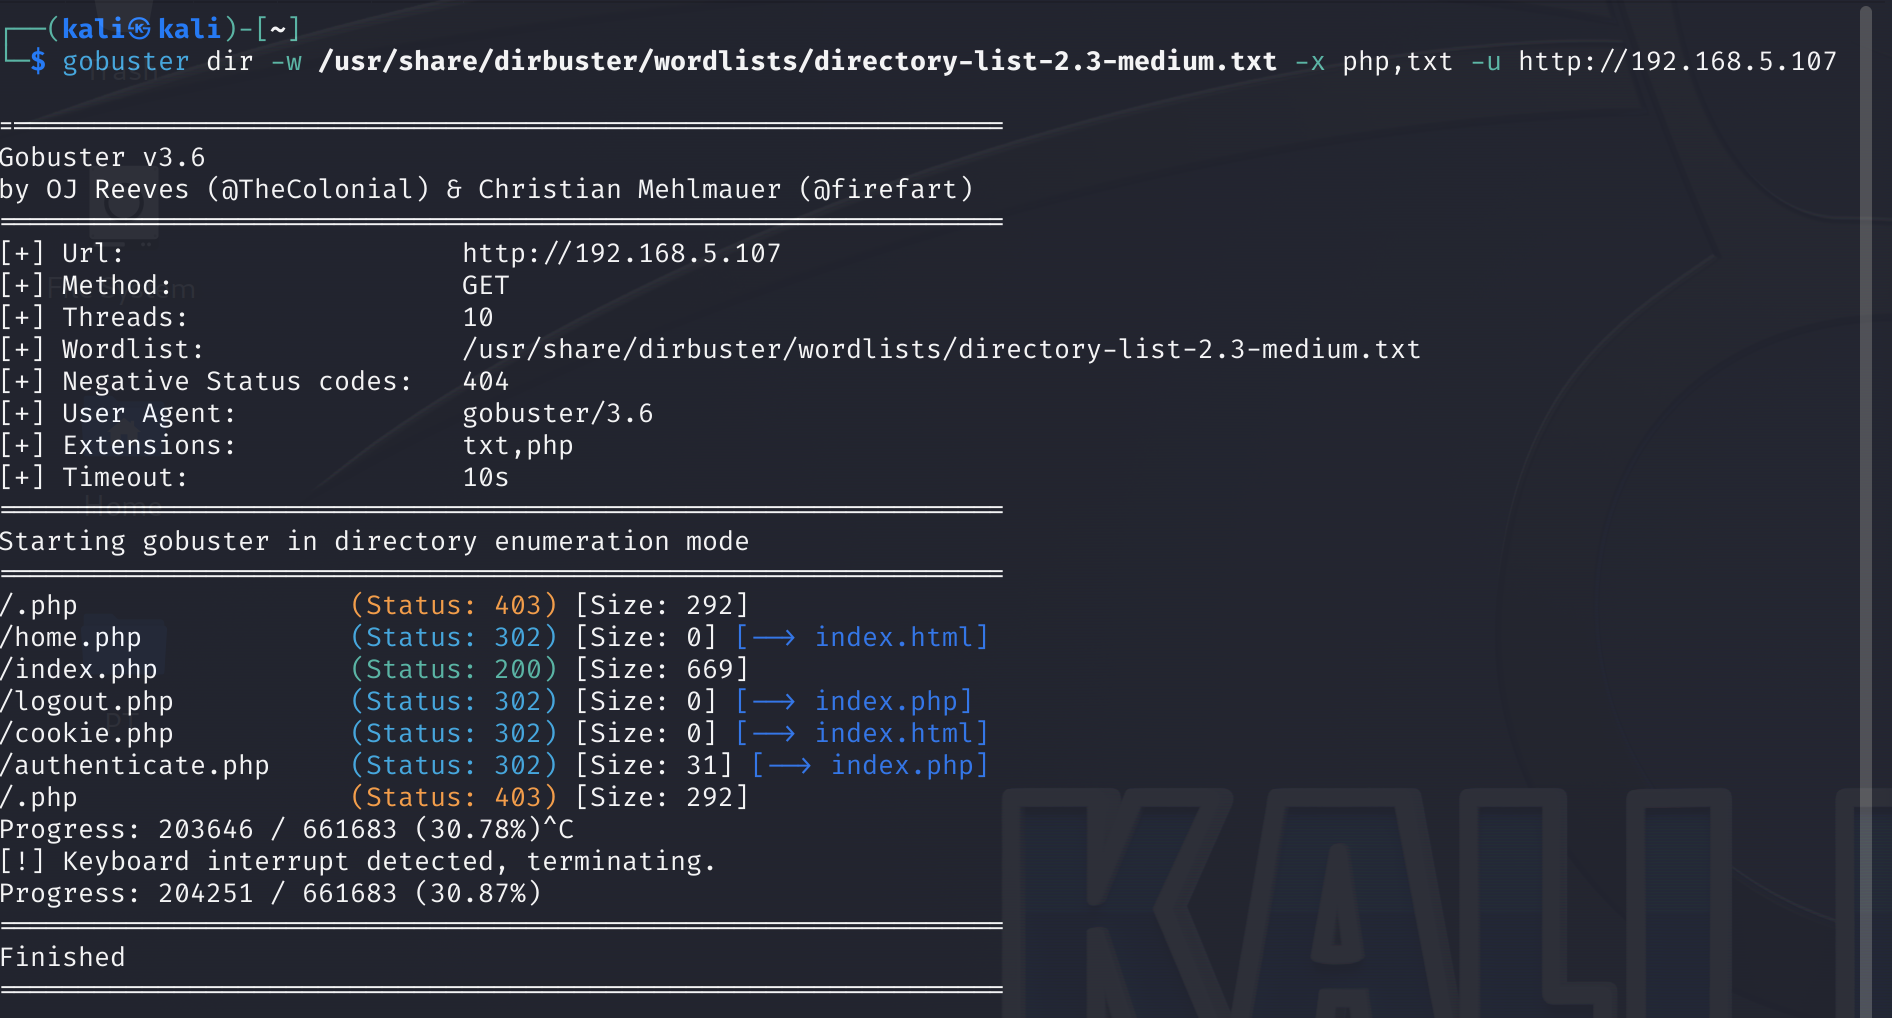 ┌──(kali㉿kali)-[~]
└─$ gobuster dir -w /usr/share/dirbuster/wordlists/directory-list-2.3-medium.txt -x php,txt -u http://192.168.5.107
===============================================================
Gobuster v3.6
by OJ Reeves (@TheColonial) & Christian Mehlmauer (@firefart)
===============================================================
[+] Url:                     http://192.168.5.107
[+] Method:                  GET
[+] Threads:                 10
[+] Wordlist:                /usr/share/dirbuster/wordlists/directory-list-2.3-medium.txt
[+] Negative Status codes:   404
[+] User Agent:              gobuster/3.6
[+] Extensions:              txt,php
[+] Timeout:                 10s
===============================================================
Starting gobuster in directory enumeration mode
===============================================================
/.php                 (Status: 403) [Size: 292]
/home.php             (Status: 302) [Size: 0] [--> index.html]
/index.php            (Status: 200) [Size: 669]
/logout.php           (Status: 302) [Size: 0] [--> index.php]
/cookie.php           (Status: 302) [Size: 0] [--> index.html]
/authenticate.php     (Status: 302) [Size: 31] [--> index.php]
/.php                 (Status: 403) [Size: 292]
Progress: 203646 / 661683 (30.78%)^C
[!] Keyboard interrupt detected, terminating.
Progress: 204251 / 661683 (30.87%)
===============================================================
Finished
===============================================================
Trash
File System
Home
KALI